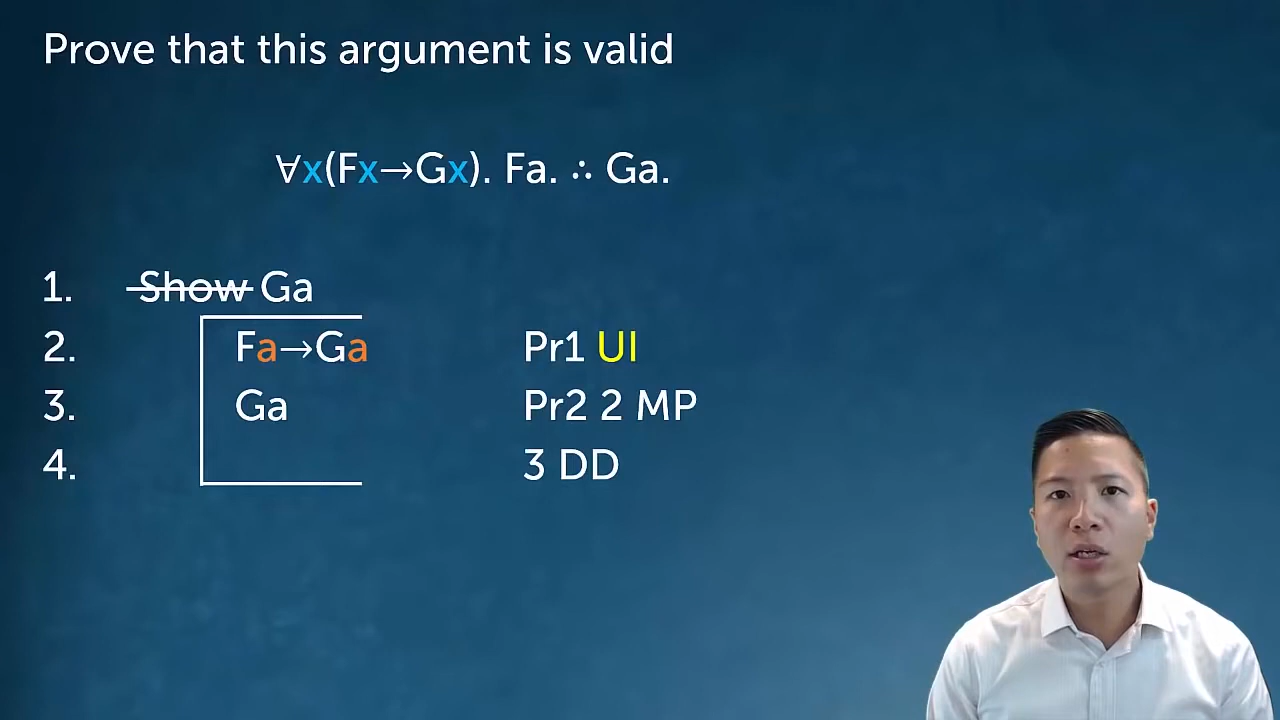 Prove that this argument is valid
∀x(Fx→Gx). Fa. ∴ Ga.
1. Show Ga
2. Fa→Ga Pr1 UI
3. Ga Pr2 2 MP
4. 3 DD